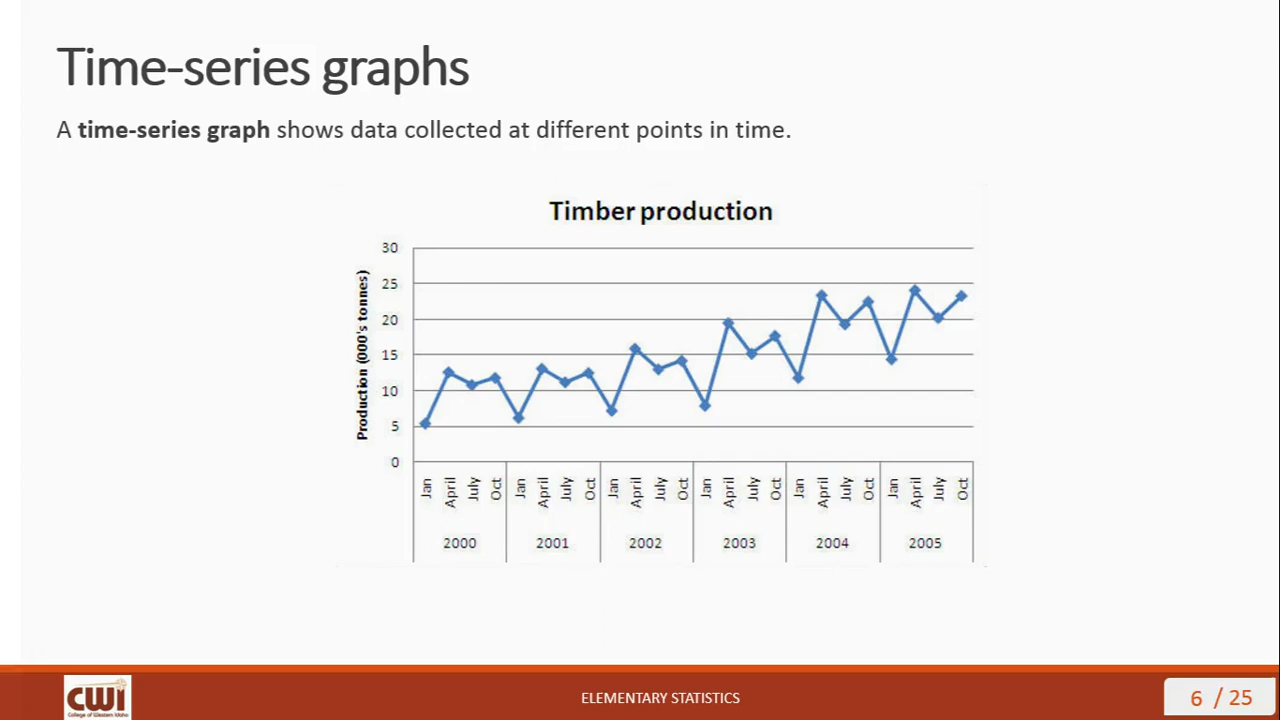 Time-series graphs
A time-series graph shows data collected at different points in time.
Timber production
Production (000's tonnes)
30
25
20
15
10
5
0
Jan April July Oct Jan April July Oct Jan April July Oct Jan April July Oct Jan April July Oct Jan April July Oct
2000 2001 2002 2003 2004 2005
CWI
College of Western Idaho
ELEMENTARY STATISTICS
6 / 25